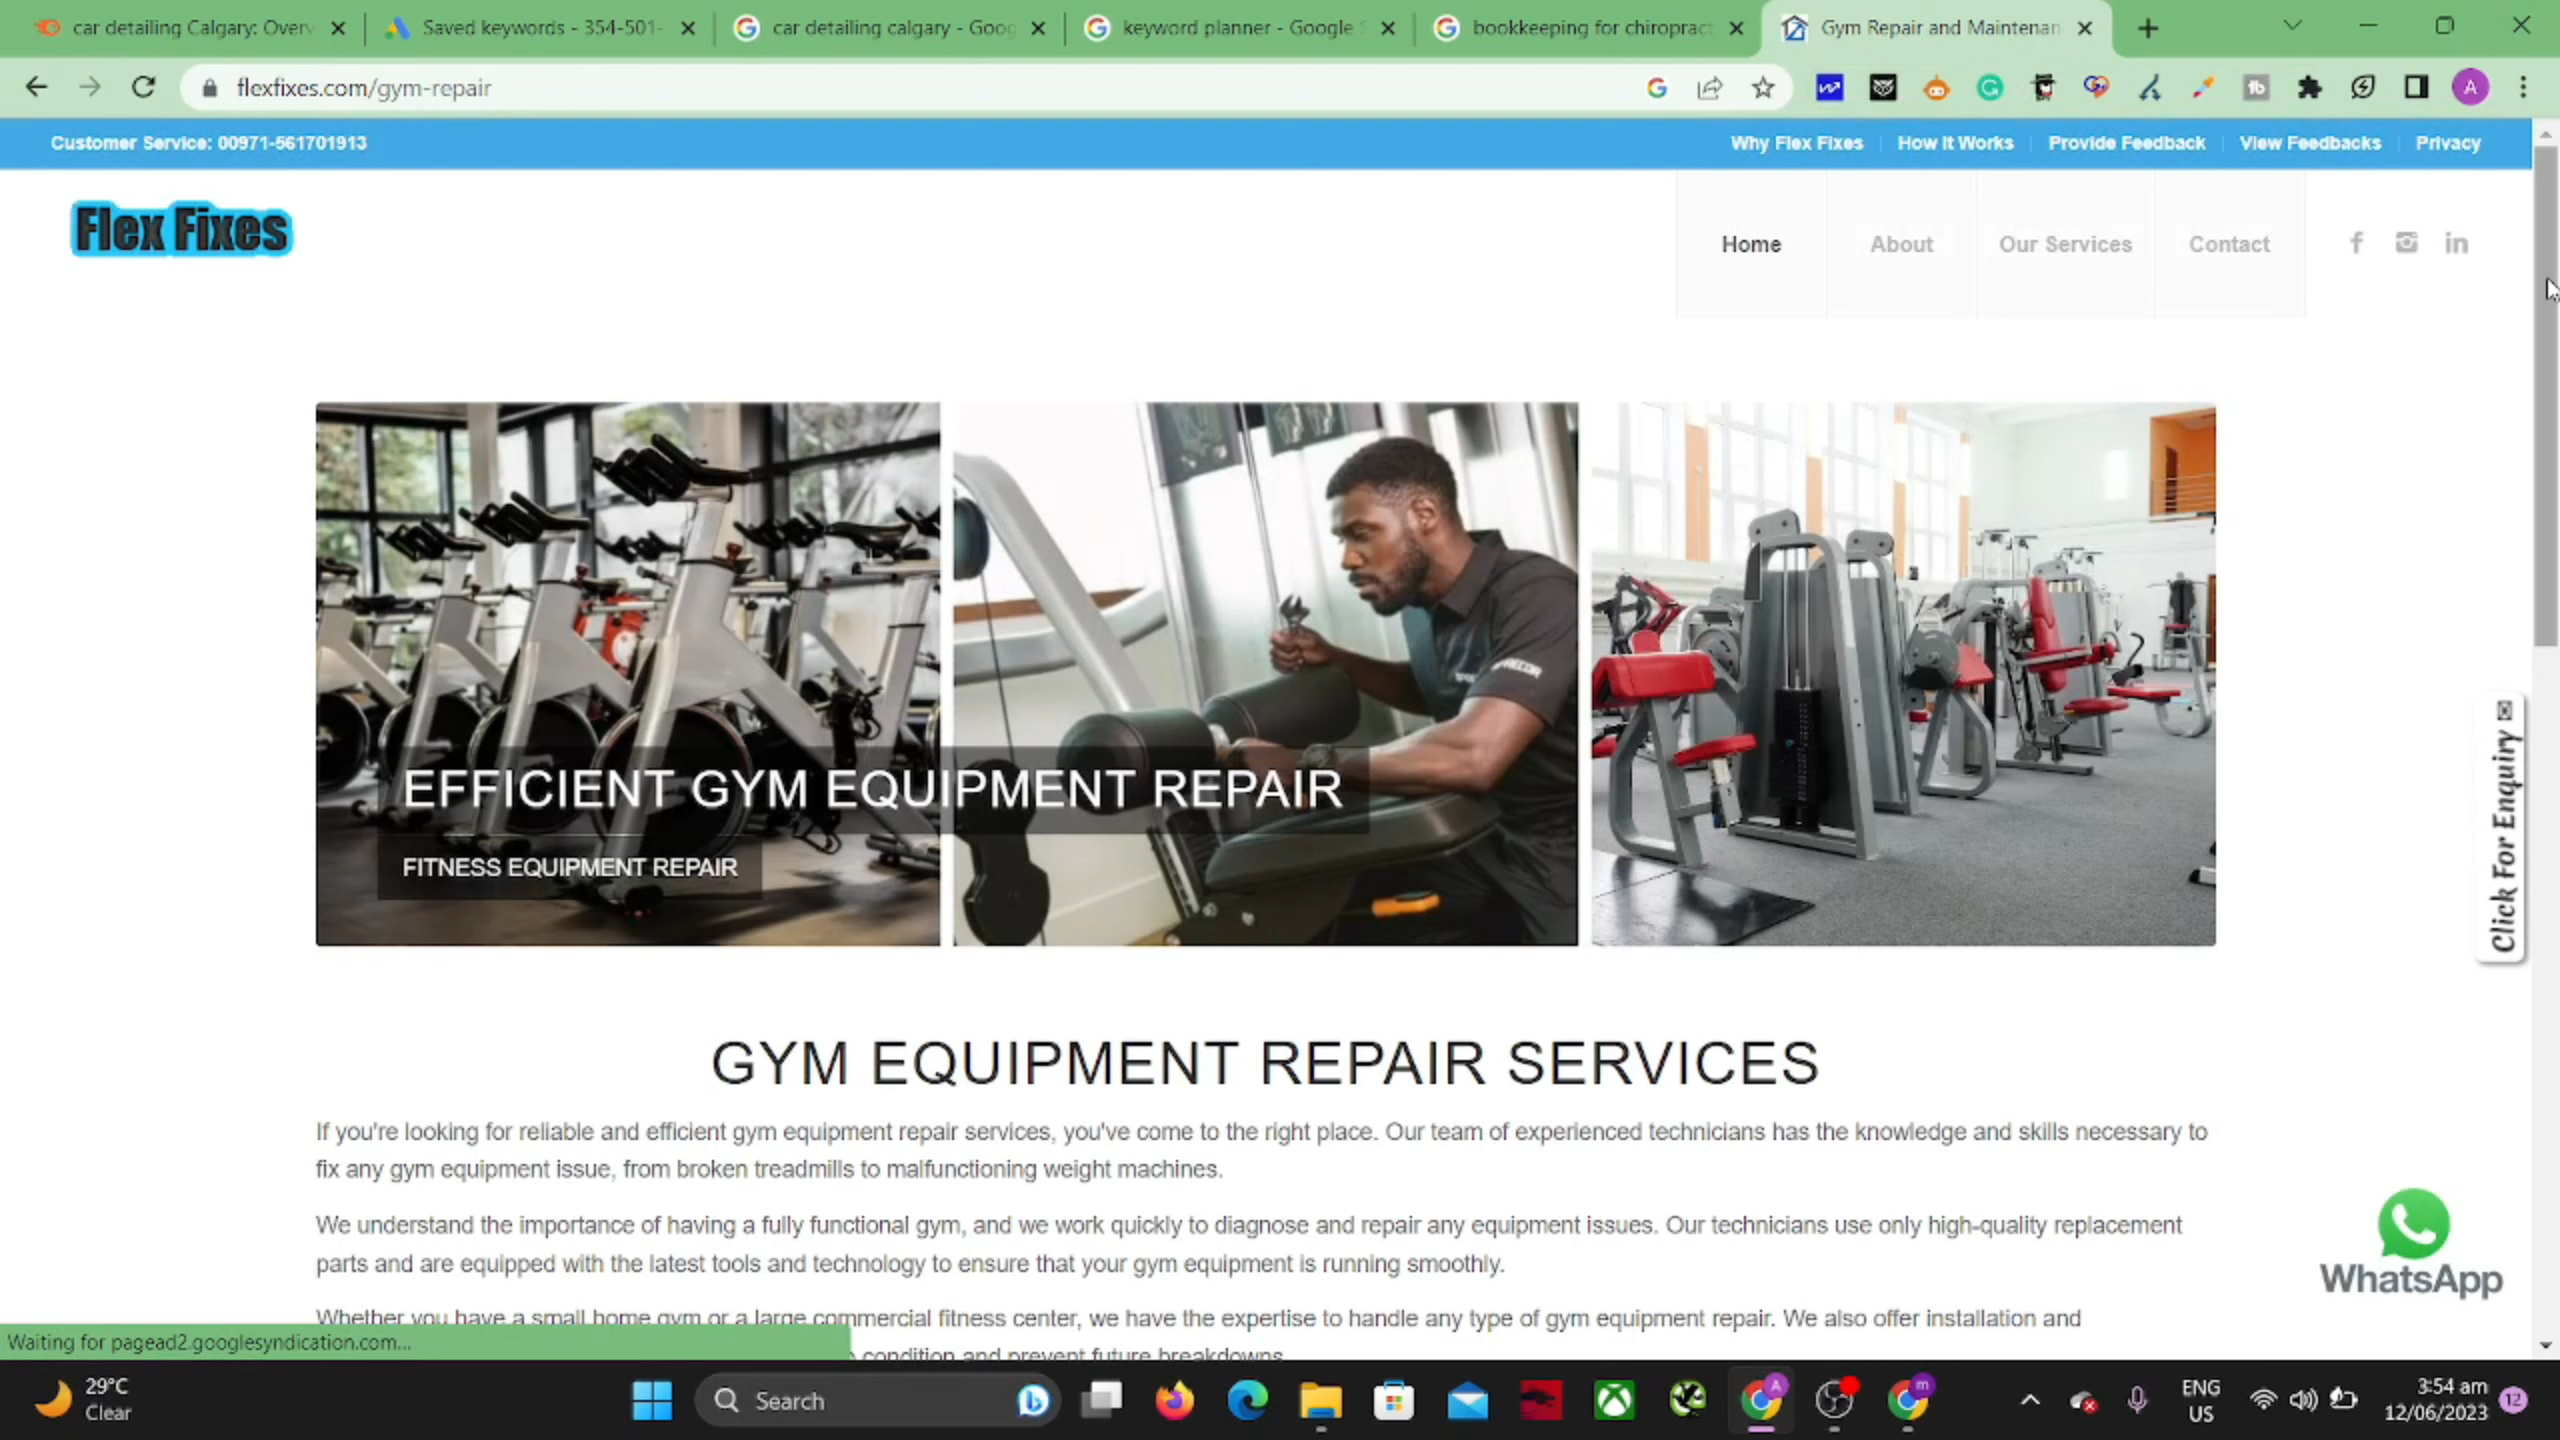 car detailing Calgary: Over
Saved keywords - 354-501-
car detailing calgary - Goog
keyword planner - Google S
bookkeeping for chiropract
Gym Repair and Maintenan
flexfixes.com/gym-repair
Customer Service: 00971-561701913
Why Flex Fixes
How It Works
Provide Feedback
View Feedbacks
Privacy
Flex Fixes
Home
About
Our Services
Contact
EFFICIENT GYM EQUIPMENT REPAIR
FITNESS EQUIPMENT REPAIR
Click For Enquiry
GYM EQUIPMENT REPAIR SERVICES
If you're looking for reliable and efficient gym equipment repair services, you've come to the right place. Our team of experienced technicians has the knowledge and skills necessary to
fix any gym equipment issue, from broken treadmills to malfunctioning weight machines.
We understand the importance of having a fully functional gym, and we work quickly to diagnose and repair any equipment issues. Our technicians use only high-quality replacement
parts and are equipped with the latest tools and technology to ensure that your gym equipment is running smoothly.
Whether you have a small home gym or a large commercial fitness center, we have the expertise to handle any type of gym equipment repair. We also offer installation and
condition and prevent future breakdowns
WhatsApp
Waiting for pagead2.googlesyndication.com...
29°C
Clear
Search
ENG
US
3:54 am
12/06/2023
12